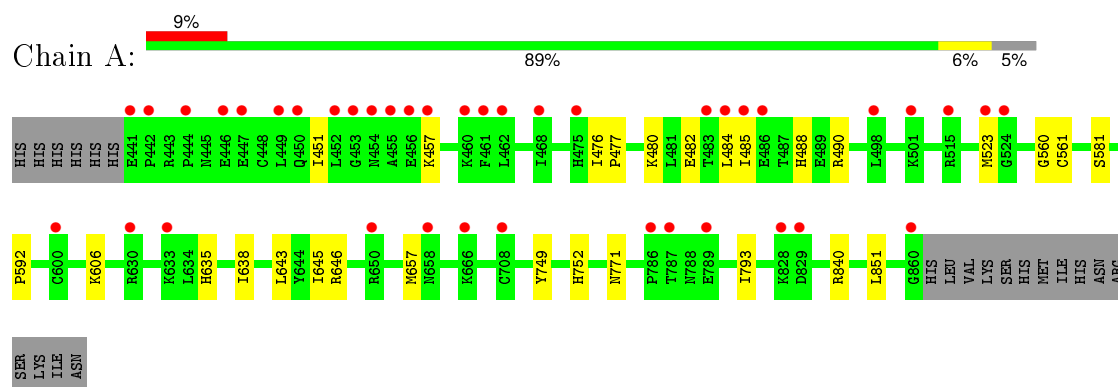 9%
Chain A:
89% 6% 5%
HIS HIS HIS HIS HIS HIS E441 P442 R443 P444 N445 E446 E447 C448 L449 Q450 I451 L452 G453 N454 A455 E456 K457 K460 F461 L462 I468 H475 I476 P477 K480 L481 E482 T483 L484 I485 E486 T487 H488 E489 R490 L498 K501 R515 M523 G524 G560 C561 S581
P592 C600 K606 R630 K633 L634 H635 I638 L643 Y644 I645 R646 R650 M657 N658 K666 C708 Y749 H752 N771 P786 T787 N788 E789 I793 K828 D829 R840 L851 G860 HIS LEU VAL LYS SER HIS MET ILE HIS ASN ARG
SER LYS ILE ASN